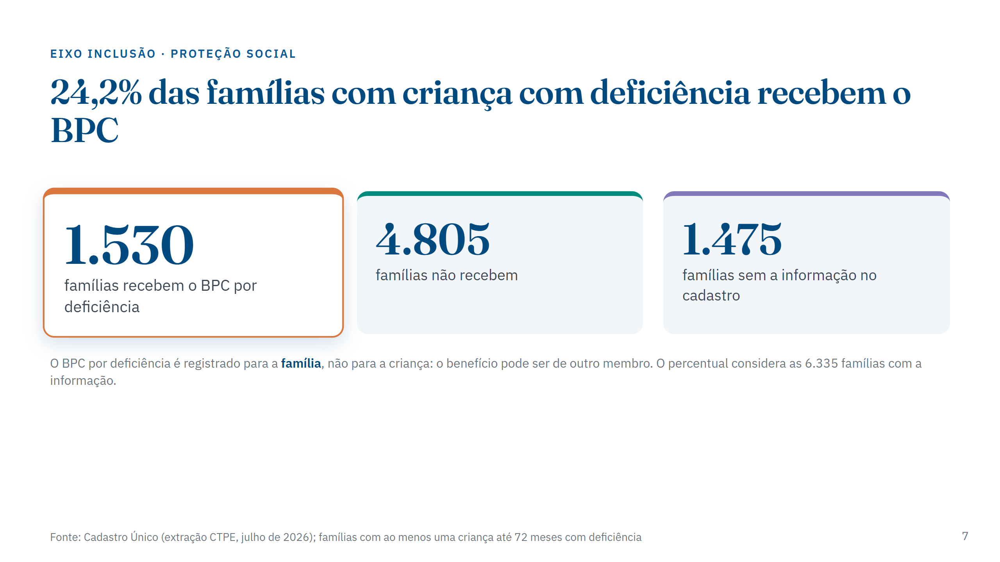 EIXO INCLUSÃO · PROTEÇÃO SOCIAL
24,2% das famílias com criança com deficiência recebem o
BPC
1.530
famílias recebem o BPC por
deficiência
4.805
famílias não recebem
1.475
famílias sem a informação no
cadastro
O BPC por deficiência é registrado para a família, não para a criança: o benefício pode ser de outro membro. O percentual considera as 6.335 famílias com a
informação.
Fonte: Cadastro Único (extração CTPE, julho de 2026); famílias com ao menos uma criança até 72 meses com deficiência
7